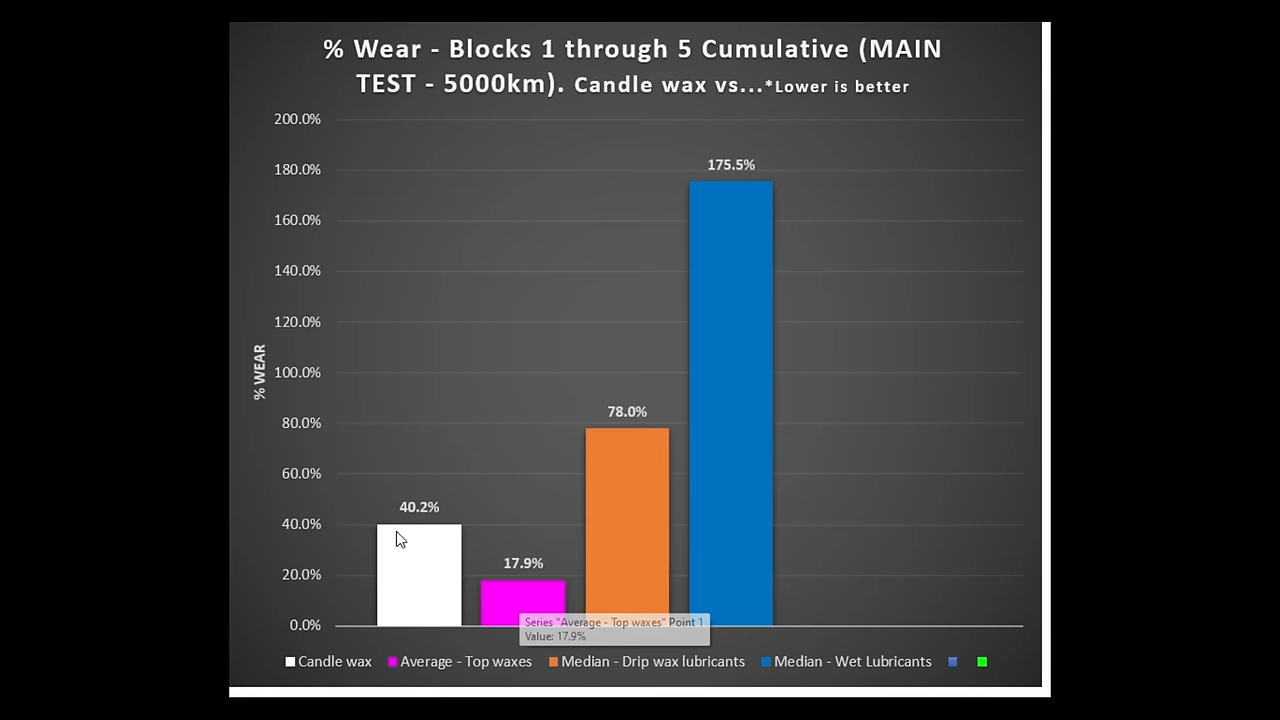 % Wear - Blocks 1 through 5 Cumulative (MAIN
TEST - 5000km). Candle wax vs...*Lower is better
200.0%
180.0%
160.0%
140.0%
120.0%
100.0%
80.0%
60.0%
40.0%
20.0%
0.0%
% WEAR
40.2%
17.9%
78.0%
175.5%
Series "Average - Top waxes" Point 1
Value: 17.9%
Candle wax Average - Top waxes Median - Drip wax lubricants Median - Wet Lubricants